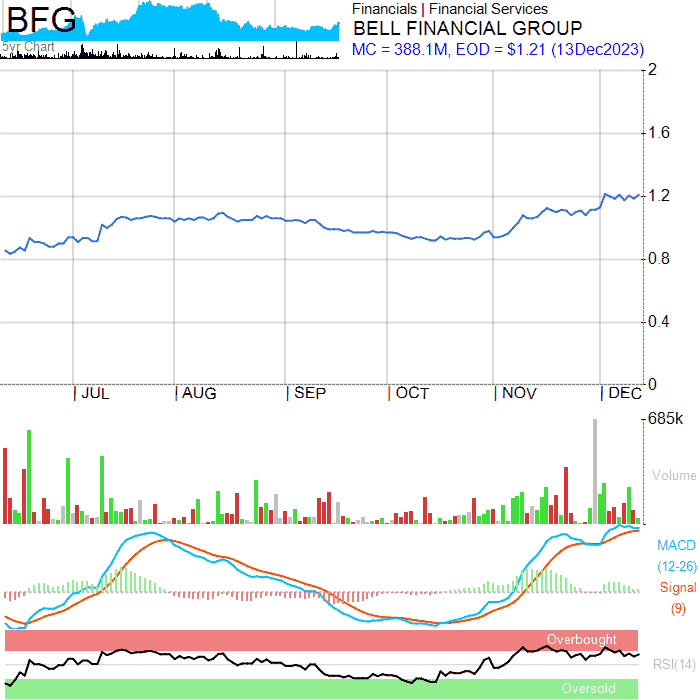 BFG
5yr Chart
Financials | Financial Services
BELL FINANCIAL GROUP
MC = 388.1M, EOD = $1.21 (13Dec2023)
2
1.6
1.2
0.8
0.4
0
| JUL | AUG | SEP | OCT | NOV | DEC
685k
Volume
MACD
(12-26)
Signal
(9)
Overbought
RSI(14)
Oversold